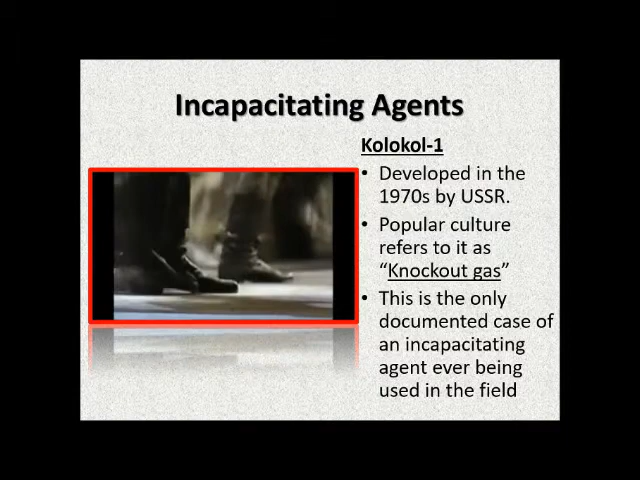 Incapacitating Agents
Kolokol-1
• Developed in the
1970s by USSR.
• Popular culture
refers to it as
“Knockout gas”
• This is the only
documented case of
an incapacitating
agent ever being
used in the field